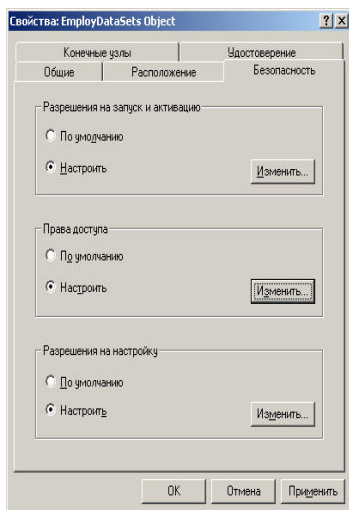 Свойства: EmployDataSets Object
Конечные узлы Удостоверение
Общие Расположение Безопасность
Разрешения на запуск и активацию
По умолчанию
Настроить
Изменить...
Права доступа
По умолчанию
Настроить
Изменить...
Разрешения на настройку
По умолчанию
Настроить
Изменить...
OK Отмена Применить